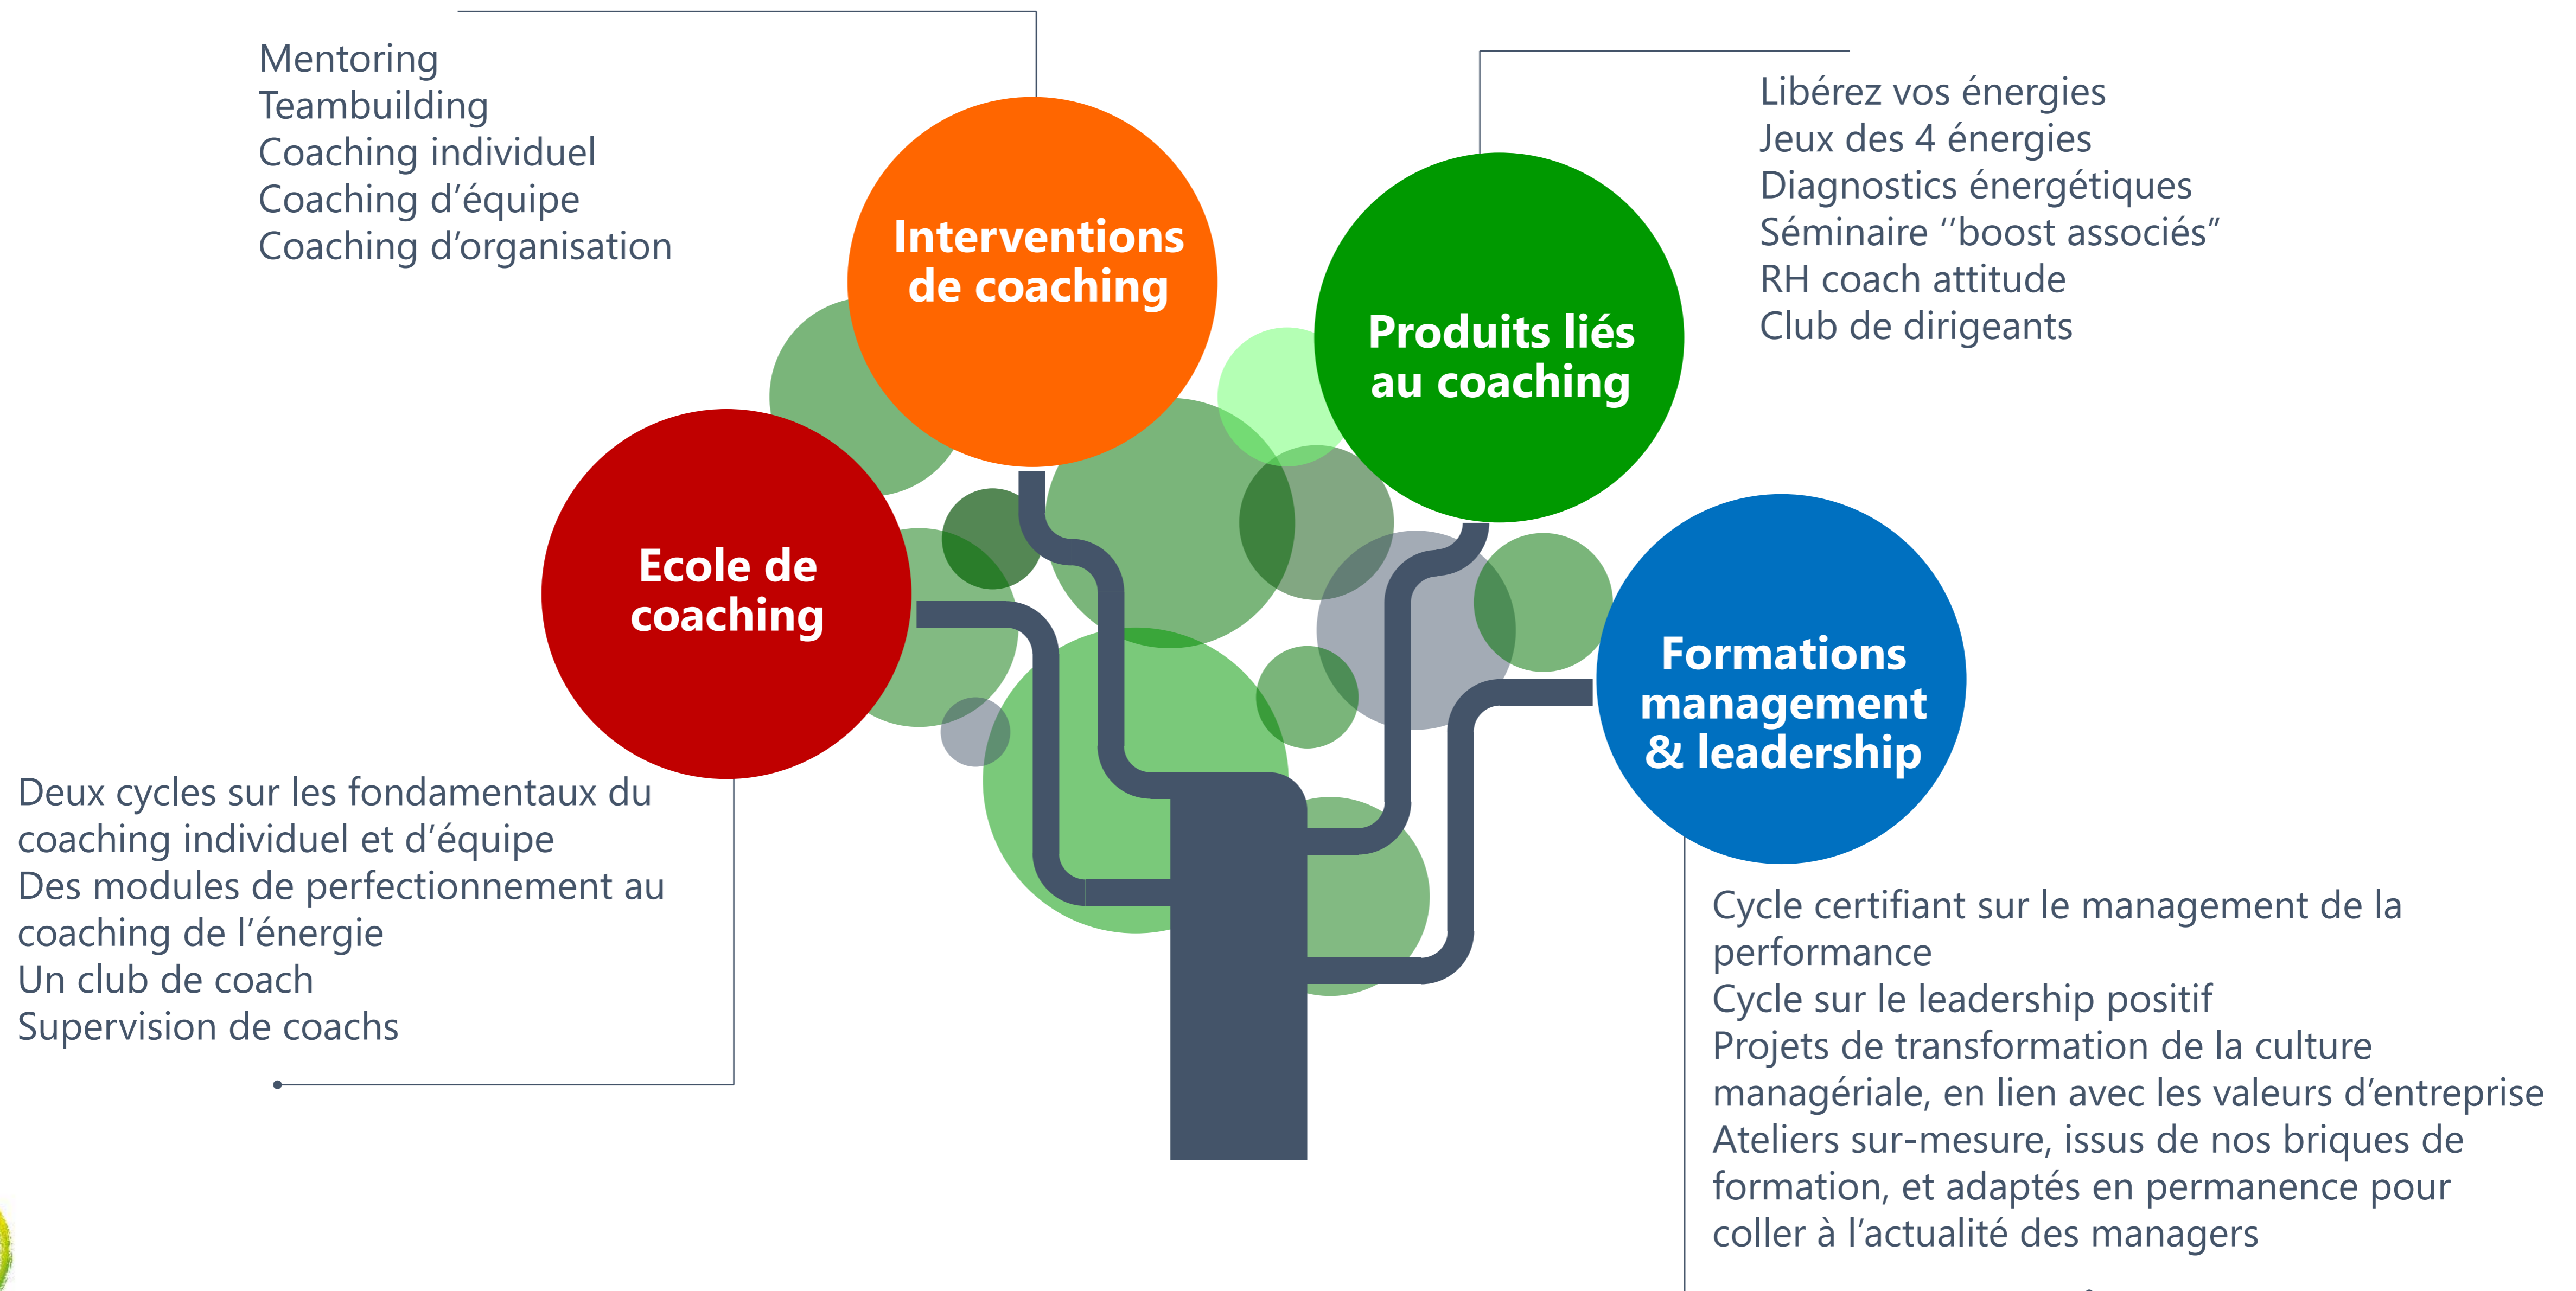 Mentoring
Teambuilding
Coaching individuel
Coaching d’équipe
Coaching d’organisation
Interventions
de coaching
Libérez vos énergies
Jeux des 4 énergies
Diagnostics énergétiques
Séminaire ‘’boost associés”
RH coach attitude
Club de dirigeants
Produits liés
au coaching
Ecole de
coaching
Deux cycles sur les fondamentaux du
coaching individuel et d’équipe
Des modules de perfectionnement au
coaching de l’énergie
Un club de coach
Supervision de coachs
Formations
management
& leadership
Cycle certifiant sur le management de la
performance
Cycle sur le leadership positif
Projets de transformation de la culture
managériale, en lien avec les valeurs d’entreprise
Ateliers sur-mesure, issus de nos briques de
formation, et adaptés en permanence pour
coller à l’actualité des managers